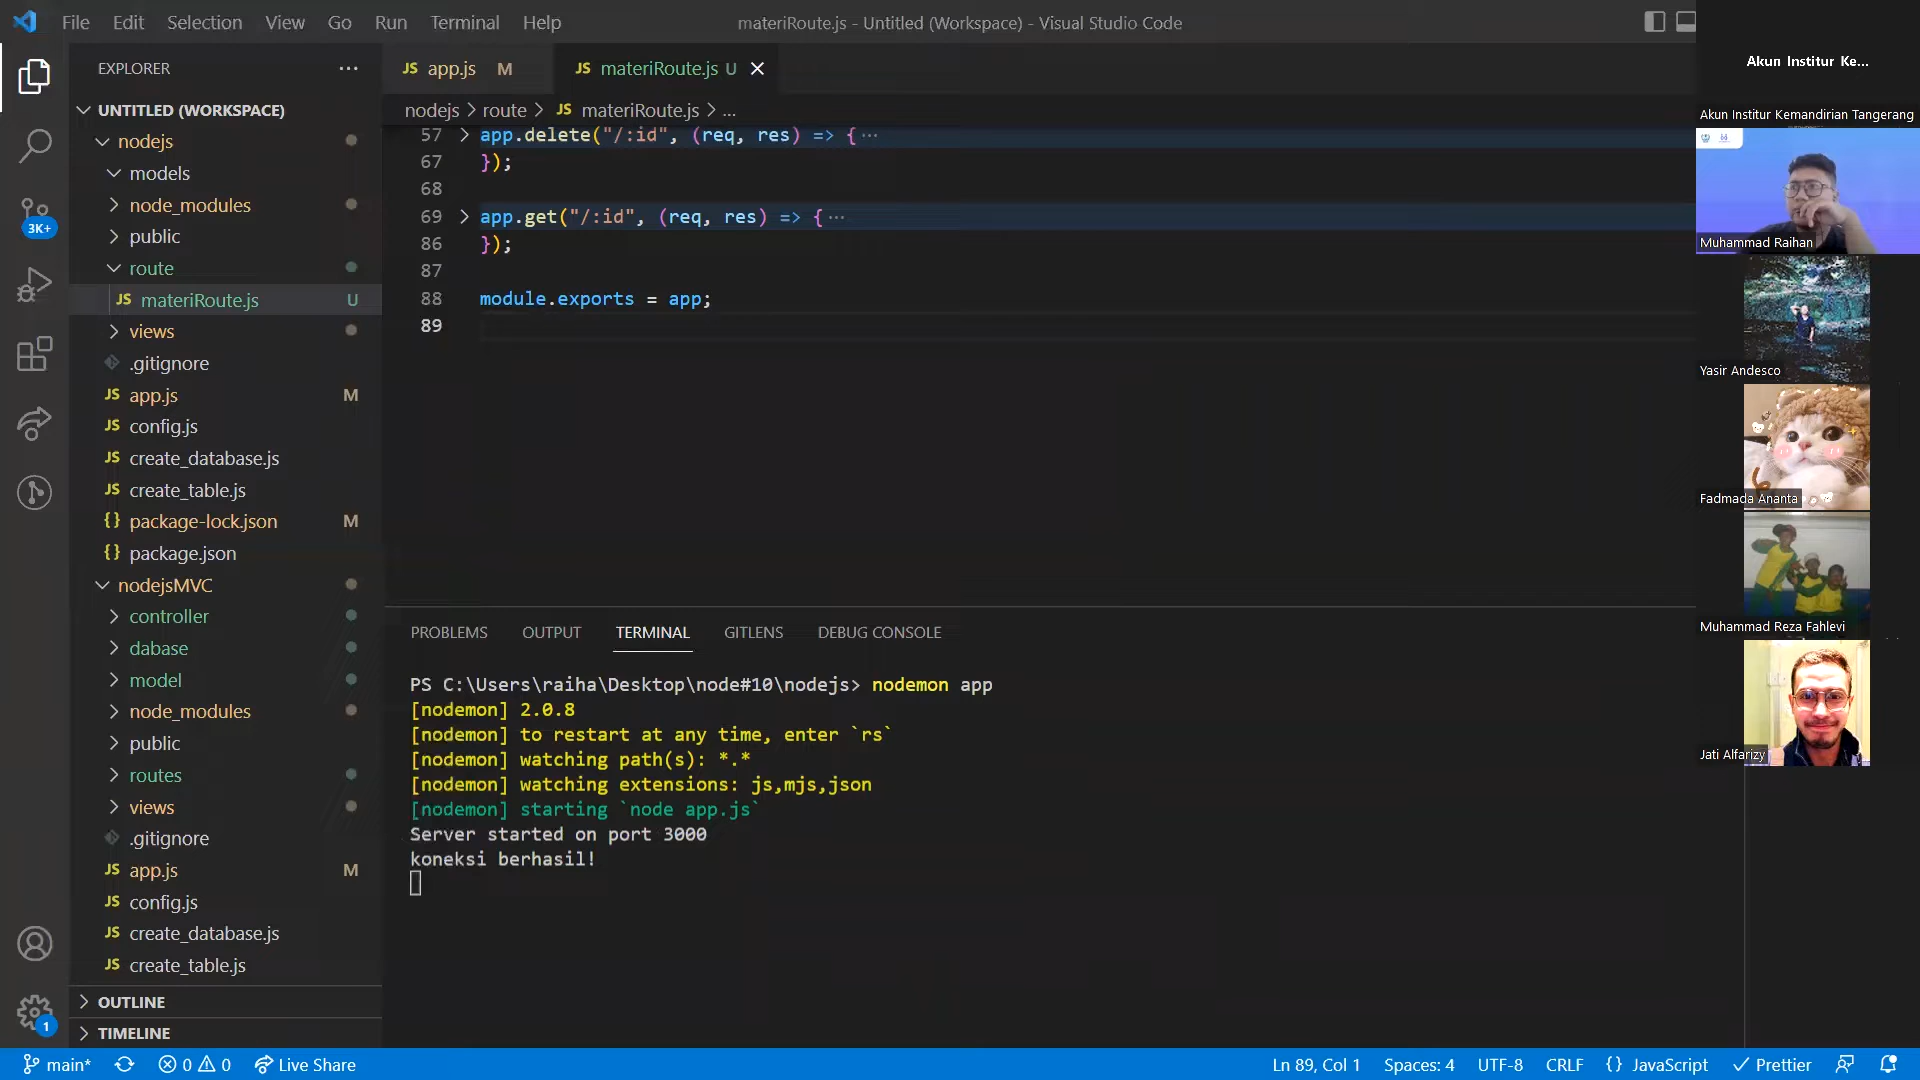 File Edit Selection View Go Run Terminal Help
materiRoute.js - Untitled (Workspace) - Visual Studio Code
EXPLORER
UNTITLED (WORKSPACE)
nodejs
models
node_modules
public
route
JS materiRoute.js U
views
.gitignore
JS app.js M
JS config.js
JS create_database.js
JS create_table.js
{} package-lock.json M
{} package.json
nodejsMVC
controller
dabase
model
node_modules
public
routes
views
.gitignore
JS app.js M
JS config.js
JS create_database.js
JS create_table.js
OUTLINE
TIMELINE
3K+
1
JS app.js M
JS materiRoute.js U
nodejs > route > JS materiRoute.js > ...
57 app.delete("/:id", (req, res) => {···
67 });
68
69 app.get("/:id", (req, res) => {···
86 });
87
88 module.exports = app;
89
PROBLEMS OUTPUT TERMINAL GITLENS DEBUG CONSOLE
PS C:\Users\raiha\Desktop\node#10\nodejs> nodemon app
[nodemon] 2.0.8
[nodemon] to restart at any time, enter `rs`
[nodemon] watching path(s): *.*
[nodemon] watching extensions: js,mjs,json
[nodemon] starting `node app.js`
Server started on port 3000
koneksi berhasil!
Akun Institur Ke...
Akun Institur Kemandirian Tangerang
Muhammad Raihan
Yasir Andesco
Fadmada Ananta
Muhammad Reza Fahlevi
Jati Alfarizy
main* 0 0 Live Share
Ln 89, Col 1 Spaces: 4 UTF-8 CRLF {} JavaScript Prettier